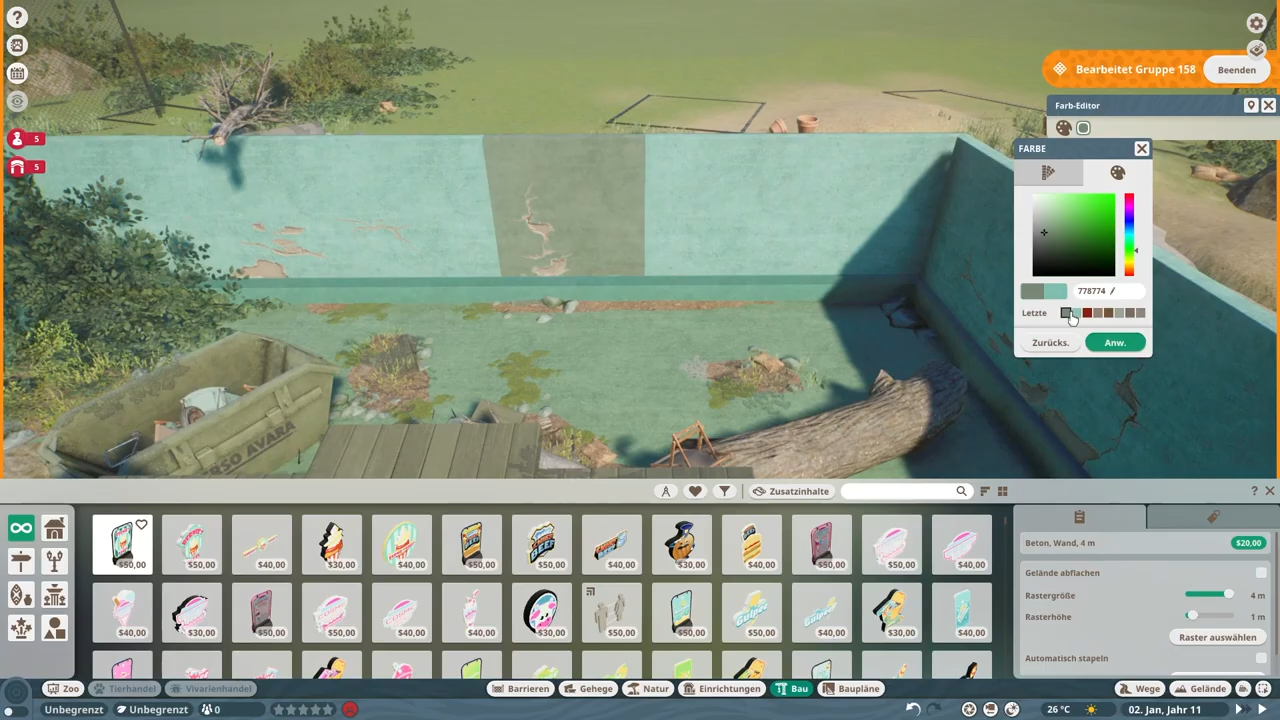 Bearbeitet Gruppe 158
Beenden
Farb-Editor
5
FARBE
5
778774 /
Letzte
Zurücks.
Anw.
RSO AVARA
Zusatzinhalte
$50,00 $50,00 $40,00 $30,00 $40,00 $50,00 $50,00 $40,00 $30,00 $40,00 $50,00 $50,00 $40,00
Beton, Wand, 4 m
$20,00
Gelände abflachen
Rastergröße
4 m
Rasterhöhe
1 m
$40,00 $30,00 $50,00 $50,00 $40,00 $40,00 $30,00 $50,00 $50,00 $50,00 $40,00 $30,00 $40,00
Raster auswählen
Automatisch stapeln
Zoo
Tierhandel
Vivarienhandel
Barrieren
Gehege
Natur
Einrichtungen
Bau
Baupläne
Wege
Gelände
Unbegrenzt
Unbegrenzt
0
26 °C
02. Jan, Jahr 11